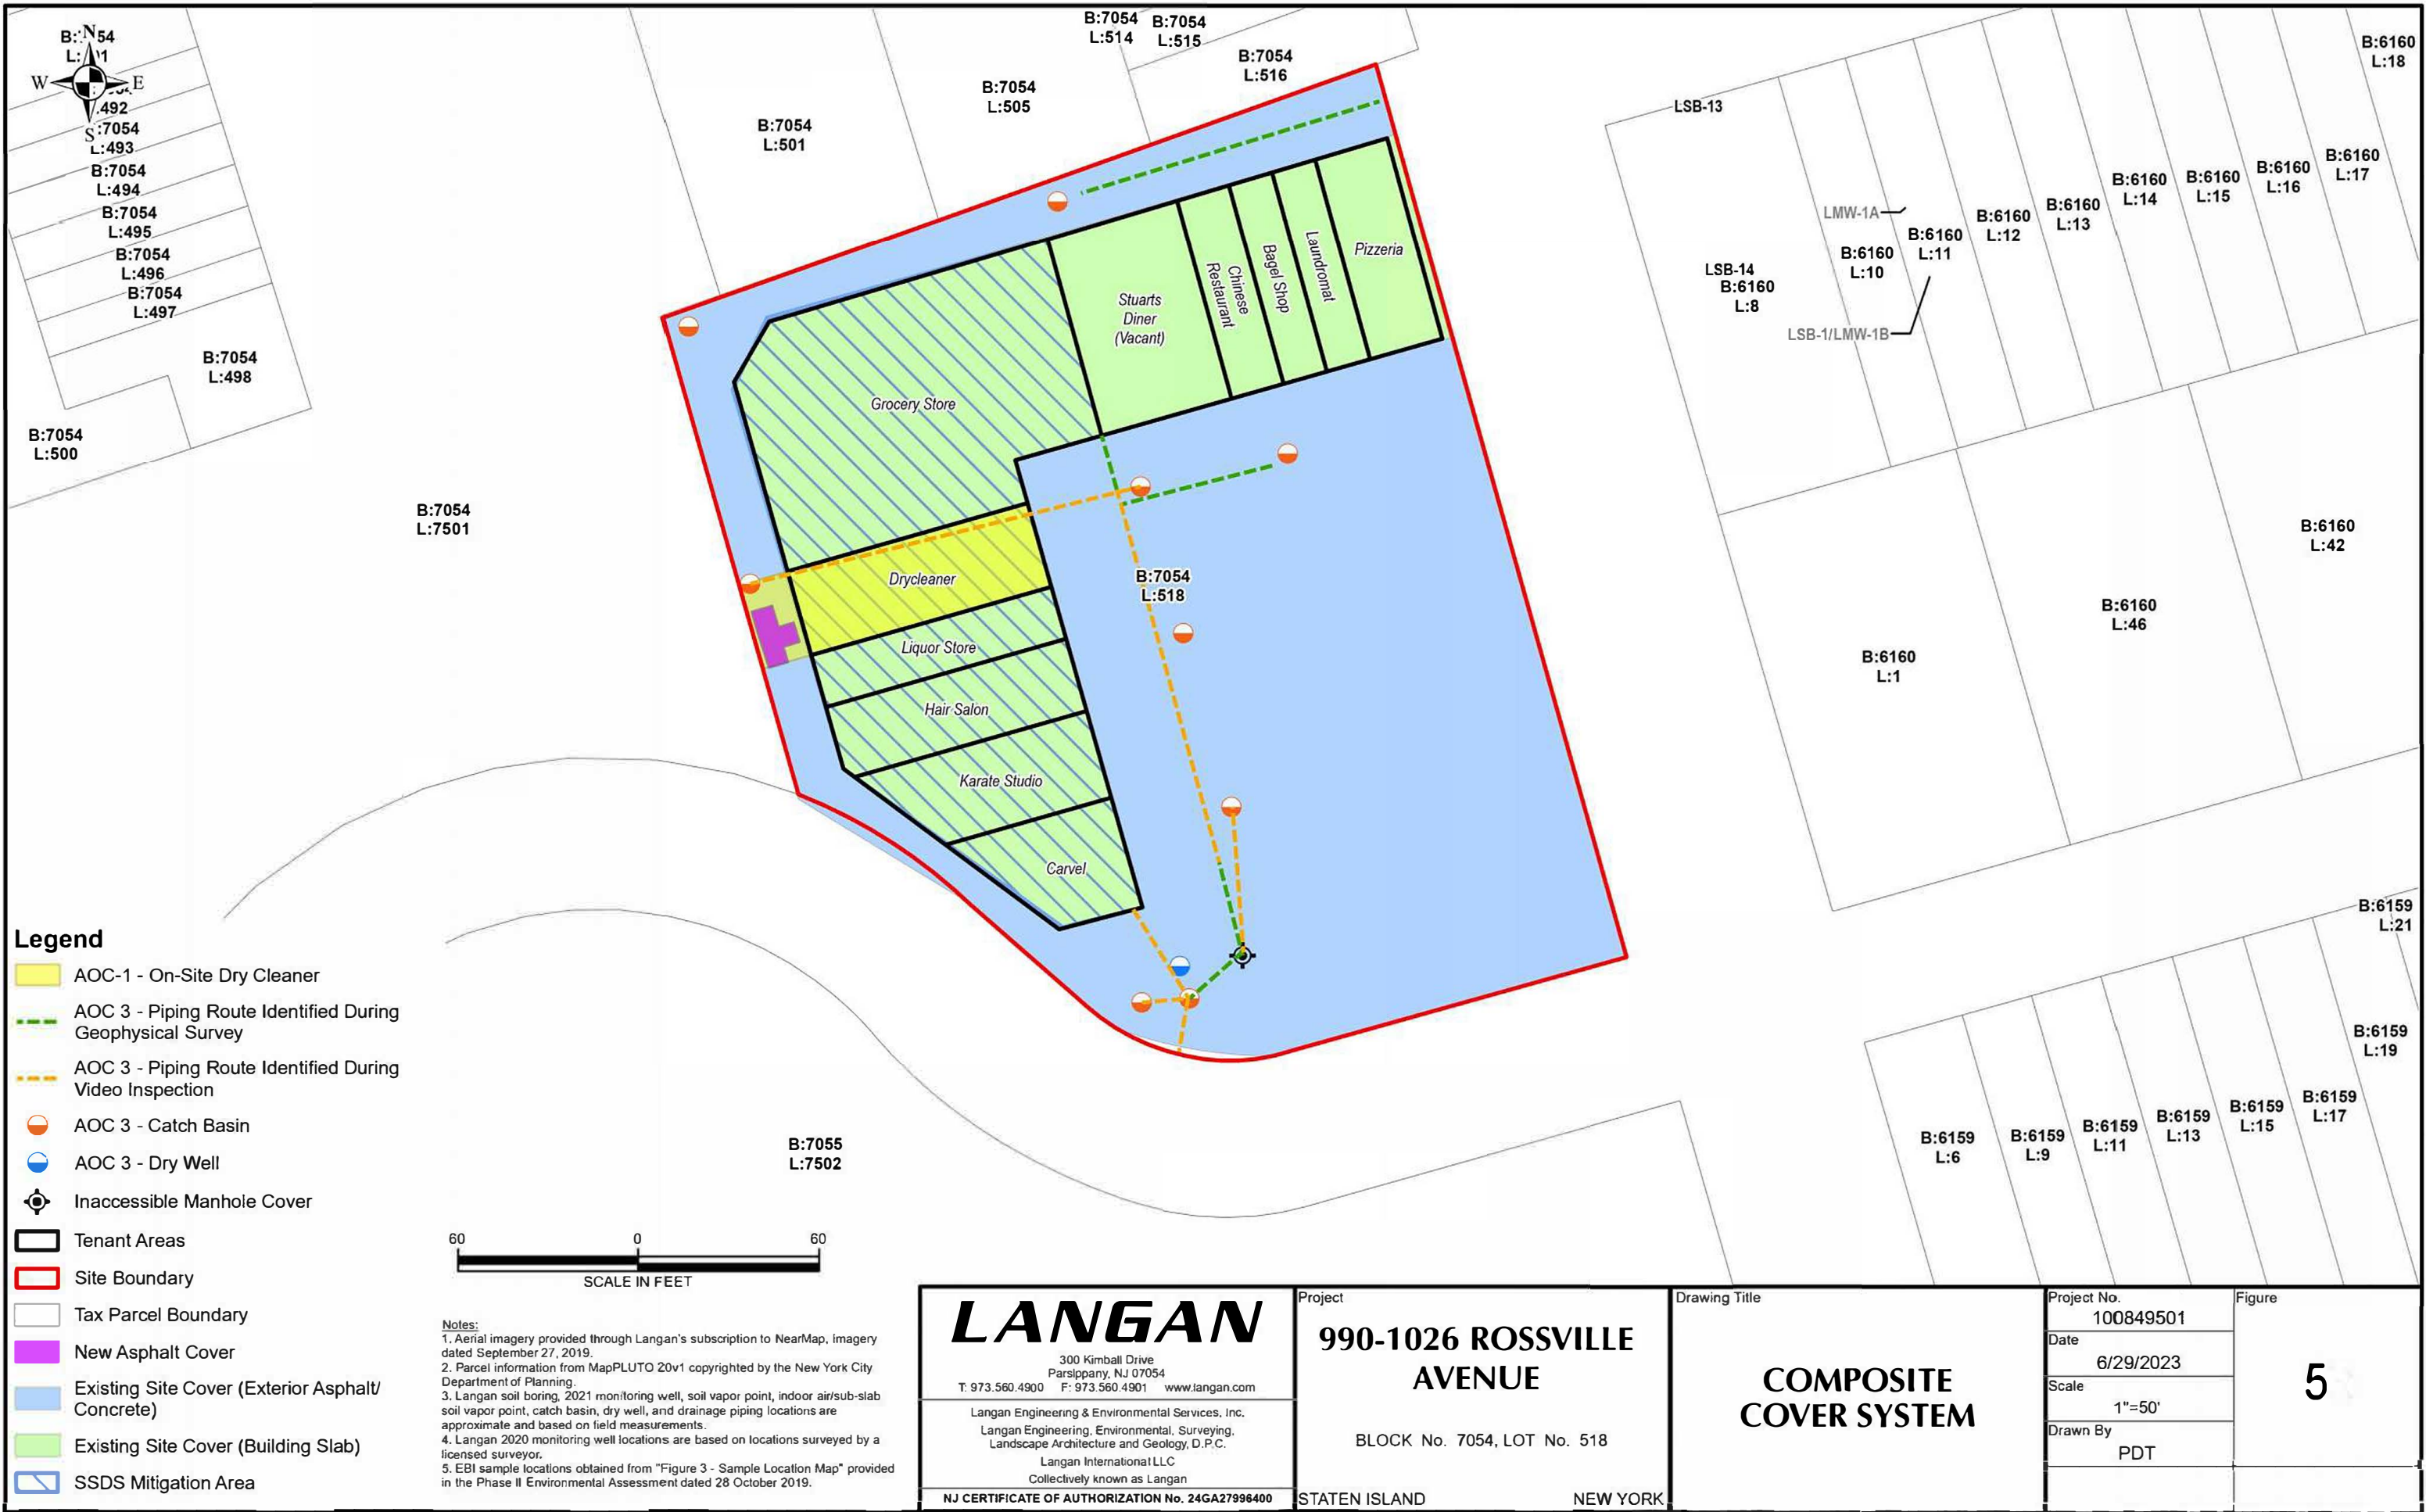 B:7054
L:514
B:7054
L:515
B:7054
L:516
B:7054
L:505
B:7054
L:501
N
W
E
S
.492
:7054
L:493
B:7054
L:494
B:7054
L:495
B:7054
L:496
B:7054
L:497
B:7054
L:498
B:7054
L:500
B:7054
L:7501
LSB-13
B:6160
L:18
B:6160
L:17
B:6160
L:16
B:6160
L:15
B:6160
L:14
B:6160
L:13
B:6160
L:12
B:6160
L:11
B:6160
L:10
LMW-1A
LSB-14
B:6160
L:8
LSB-1/LMW-1B
Grocery Store
Stuarts
Diner
(Vacant)
Chinese
Restaurant
Bagel Shop
Laundromat
Pizzeria
Drycleaner
Liquor Store
Hair Salon
Karate Studio
Carvel
B:7054
L:518
B:6160
L:42
B:6160
L:46
B:6160
L:1
B:6159
L:21
B:6159
L:19
B:6159
L:17
B:6159
L:15
B:6159
L:13
B:6159
L:11
B:6159
L:9
B:6159
L:6
B:7055
L:7502
Legend
AOC-1 - On-Site Dry Cleaner
AOC 3 - Piping Route Identified During
Geophysical Survey
AOC 3 - Piping Route Identified During
Video Inspection
AOC 3 - Catch Basin
AOC 3 - Dry Well
Inaccessible Manhole Cover
Tenant Areas
Site Boundary
Tax Parcel Boundary
New Asphalt Cover
Existing Site Cover (Exterior Asphalt/
Concrete)
Existing Site Cover (Building Slab)
SSDS Mitigation Area
60 0 60
SCALE IN FEET
Notes:
1. Aerial imagery provided through Langan's subscription to NearMap, imagery
dated September 27, 2019.
2. Parcel information from MapPLUTO 20v1 copyrighted by the New York City
Department of Planning.
3. Langan soil boring, 2021 monitoring well, soil vapor point, indoor air/sub-slab
soil vapor point, catch basin, dry well, and drainage piping locations are
approximate and based on field measurements.
4. Langan 2020 monitoring well locations are based on locations surveyed by a
licensed surveyor.
5. EBI sample locations obtained from "Figure 3 - Sample Location Map" provided
in the Phase II Environmental Assessment dated 28 October 2019.
LANGAN
300 Kimball Drive
Parsippany, NJ 07054
T: 973.560.4900 F: 973.560.4901 www.langan.com
Langan Engineering & Environmental Services, Inc.
Langan Engineering, Environmental, Surveying,
Landscape Architecture and Geology, D.P.C.
Langan International LLC
Collectively known as Langan
NJ CERTIFICATE OF AUTHORIZATION No. 24GA27996400
Project
990-1026 ROSSVILLE
AVENUE
BLOCK No. 7054, LOT No. 518
STATEN ISLAND NEW YORK
Drawing Title
COMPOSITE
COVER SYSTEM
Project No.
100849501
Date
6/29/2023
Scale
1"=50'
Drawn By
PDT
Figure
5